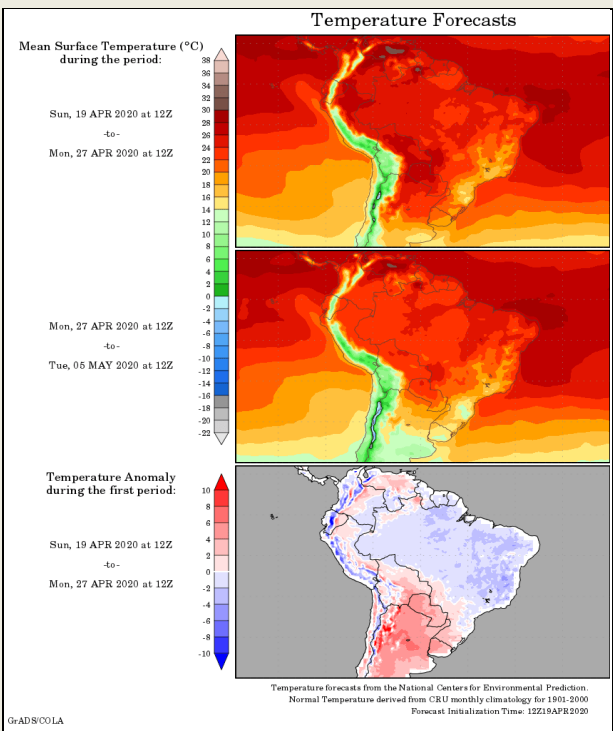 Temperature Forecasts
Mean Surface Temperature (°C)
during the period:
Sun, 19 APR 2020 at 12Z
-to-
Mon, 27 APR 2020 at 12Z
38
36
34
32
30
28
26
24
22
20
18
16
14
12
10
8
6
4
2
0
-2
-4
-6
-8
-10
-12
-14
-16
-18
-20
-22
Mon, 27 APR 2020 at 12Z
-to-
Tue, 05 MAY 2020 at 12Z
Temperature Anomaly
during the first period:
Sun, 19 APR 2020 at 12Z
-to-
Mon, 27 APR 2020 at 12Z
10
8
6
4
2
0
-2
-4
-6
-8
-10
Temperature forecasts from the National Centers for Environmental Prediction.
Normal Temperature derived from CRU monthly climatology for 1901-2000
Forecast Initialization Time: 12Z19APR2020
GrADS/COLA